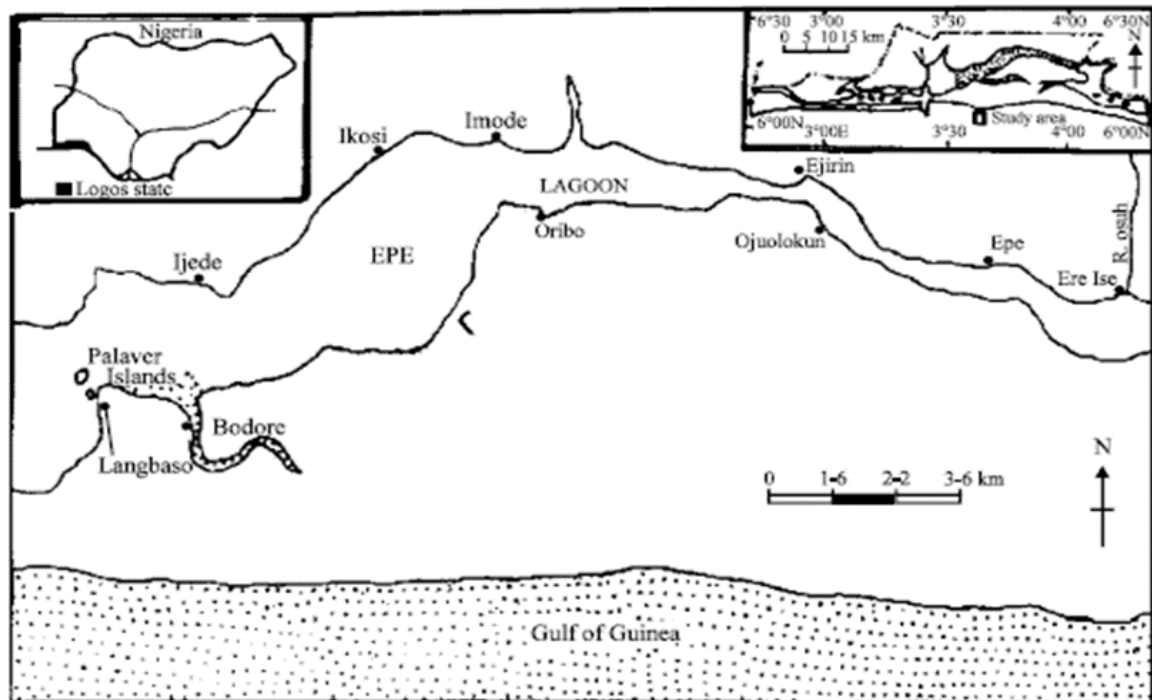 Nigeria
Logos state
6°30 3°00 3°30 4°00 6°30N
0 5 10 15 km
N
Study area
6°00N 3°00E 3°30 4°00 6°00N
Imode
Ikosi
Ejirin
LAGOON
R. osuh
Oribo
Ojuolokun
Epe
EPE
Ijede
Ere Ise
Palaver
Islands
Bodore
Langbaso
N
0 1-6 2-2 3-6 km
Gulf of Guinea